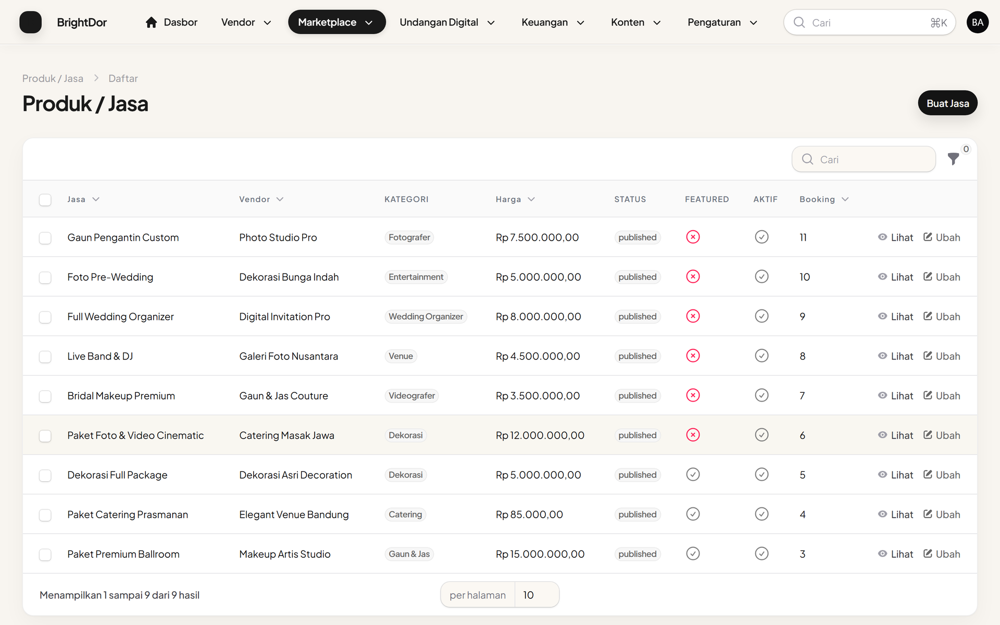 BrightDor Dasbor Vendor Marketplace Undangan Digital Keuangan Konten Pengaturan Cari ⌘K BA
Produk / Jasa Daftar
Produk / Jasa
Buat Jasa
Cari 0
Jasa Vendor KATEGORI Harga STATUS FEATURED AKTIF Booking
Gaun Pengantin Custom Photo Studio Pro Fotografer Rp 7.500.000,00 published 11 Lihat Ubah
Foto Pre-Wedding Dekorasi Bunga Indah Entertainment Rp 5.000.000,00 published 10 Lihat Ubah
Full Wedding Organizer Digital Invitation Pro Wedding Organizer Rp 8.000.000,00 published 9 Lihat Ubah
Live Band & DJ Galeri Foto Nusantara Venue Rp 4.500.000,00 published 8 Lihat Ubah
Bridal Makeup Premium Gaun & Jas Couture Videografer Rp 3.500.000,00 published 7 Lihat Ubah
Paket Foto & Video Cinematic Catering Masak Jawa Dekorasi Rp 12.000.000,00 published 6 Lihat Ubah
Dekorasi Full Package Dekorasi Asri Decoration Dekorasi Rp 5.000.000,00 published 5 Lihat Ubah
Paket Catering Prasmanan Elegant Venue Bandung Catering Rp 85.000,00 published 4 Lihat Ubah
Paket Premium Ballroom Makeup Artis Studio Gaun & Jas Rp 15.000.000,00 published 3 Lihat Ubah
Menampilkan 1 sampai 9 dari 9 hasil per halaman 10